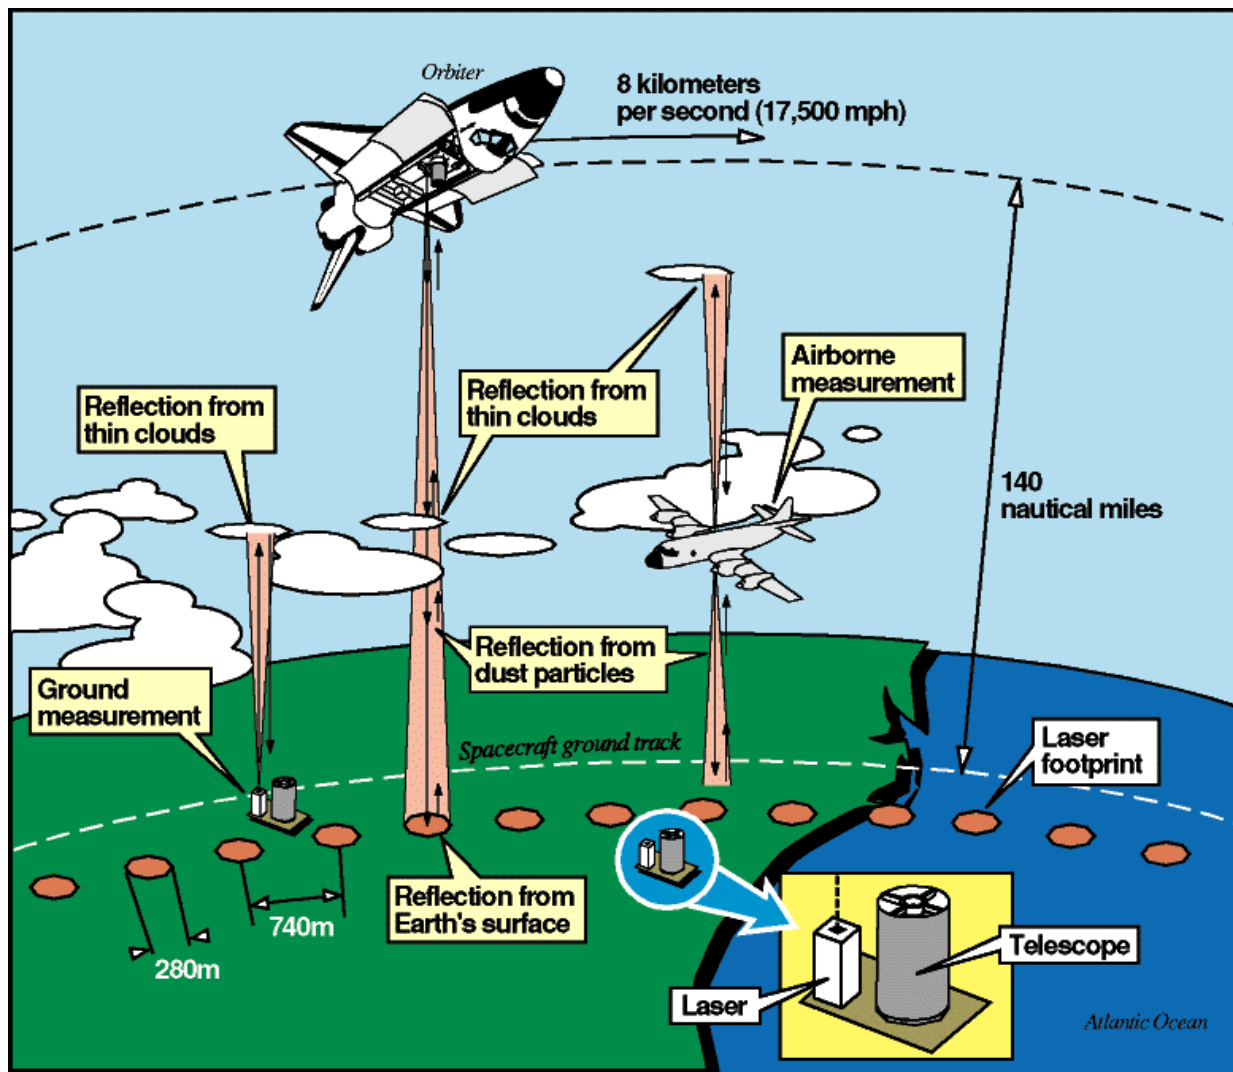 Orbiter
8 kilometers
per second (17,500 mph)
Airborne
measurement
Reflection from
thin clouds
Reflection from
thin clouds
140
nautical miles
Reflection from
dust particles
Ground
measurement
Spacecraft ground track
Laser
footprint
Reflection from
Earth's surface
740m
280m
Telescope
Laser
Atlantic Ocean